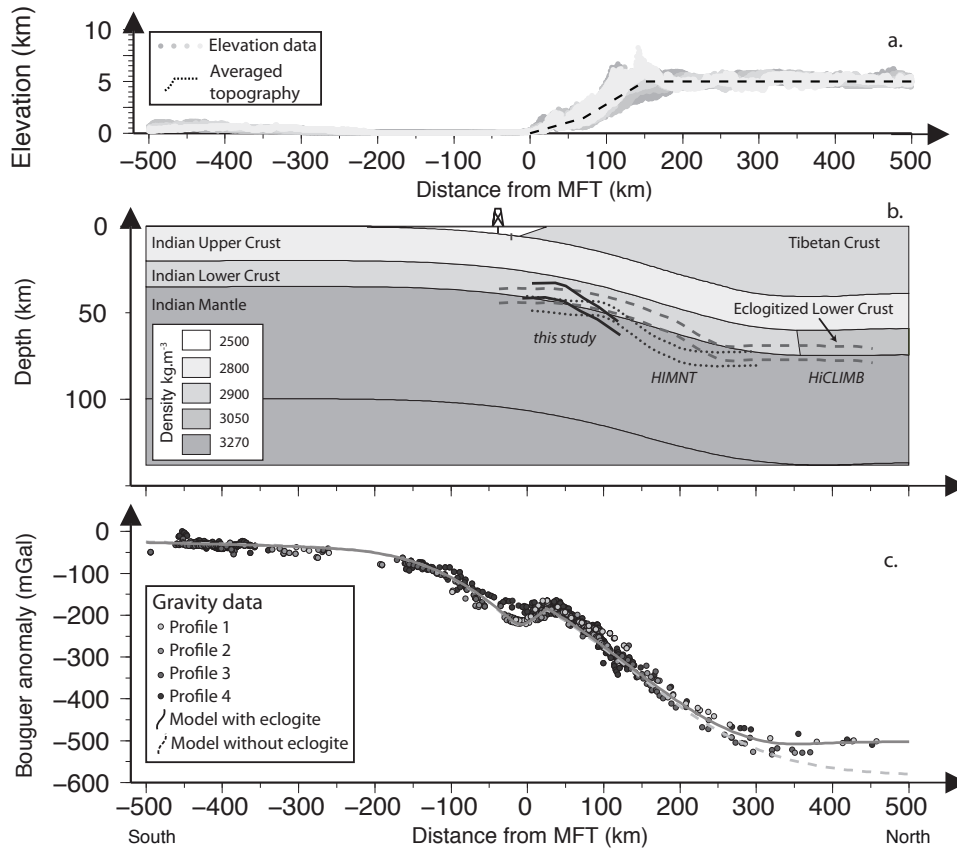 a.
Elevation (km)
10
5
0
Elevation data
Averaged
topography
−500 −400 −300 −200 −100 0 100 200 300 400 500
Distance from MFT (km)
b.
Depth (km)
0
50
100
Indian Upper Crust
Tibetan Crust
Indian Lower Crust
Indian Mantle
Eclogitized Lower Crust
this study
HIMNT
HiCLIMB
Density kg.m⁻³
2500
2800
2900
3050
3270
c.
Bouguer anomaly (mGal)
0
−100
−200
−300
−400
−500
−600
Gravity data
Profile 1
Profile 2
Profile 3
Profile 4
Model with eclogite
Model without eclogite
−500 −400 −300 −200 −100 0 100 200 300 400 500
South
Distance from MFT (km)
North